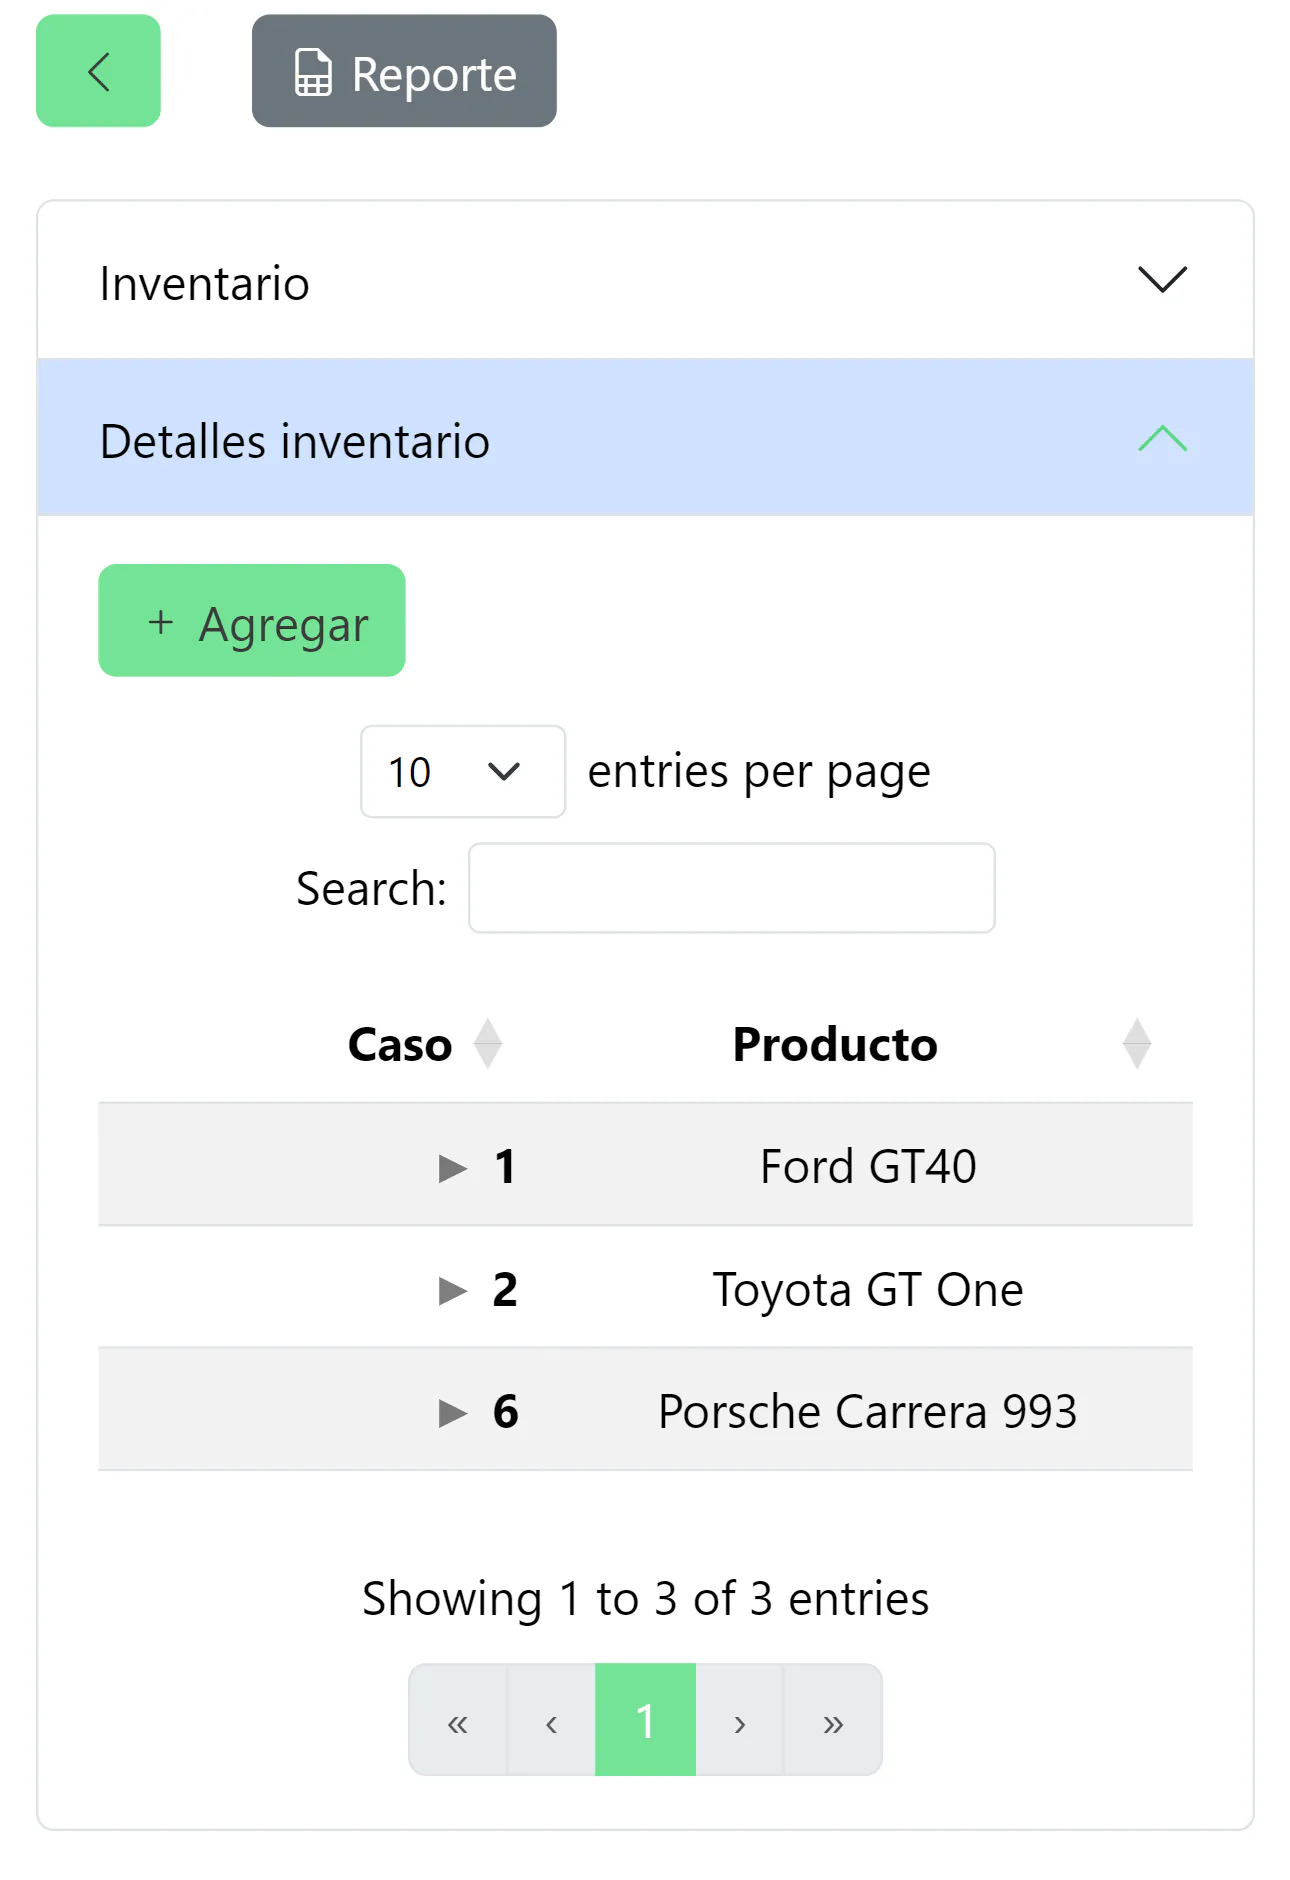 Reporte
Inventario
Detalles inventario
+ Agregar
10 entries per page
Search:
Caso Producto
▶ 1 Ford GT40
▶ 2 Toyota GT One
▶ 6 Porsche Carrera 993
Showing 1 to 3 of 3 entries
« ‹ 1 › »